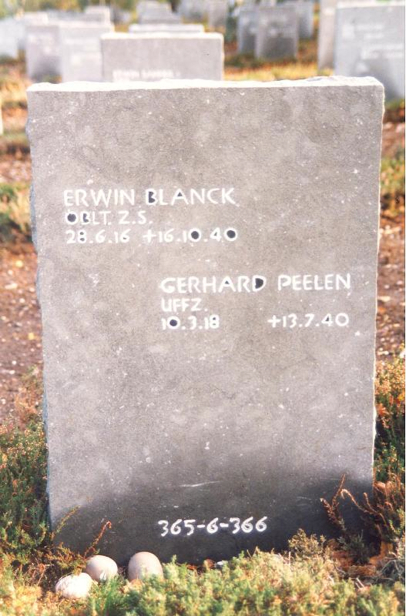 ERWIN BLANCK
OBLT. Z.S.
28.6.16 +16.10.40
GERHARD PEELEN
UFFZ.
10.3.18 +13.7.40
365-6-366